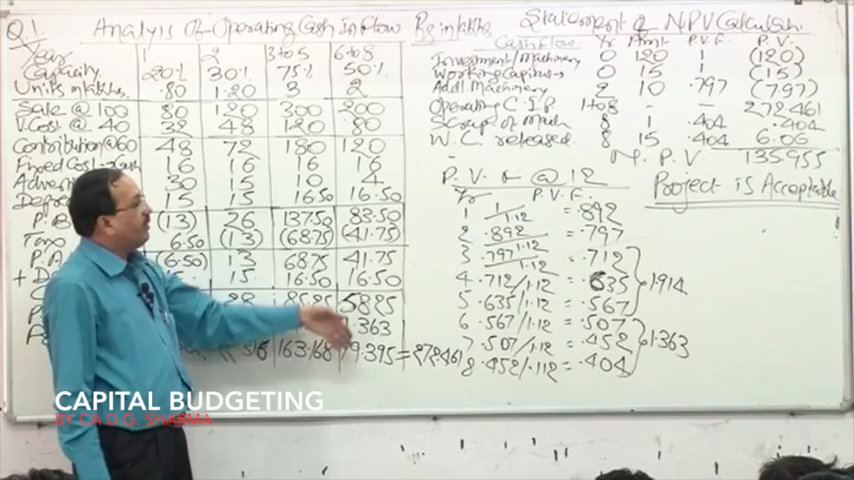 Q.1 Analysis Of Operating Cash Inflow Rs in lakhs
Year 1 2 3 to 5 6 to 8
Capacity 20% 30% 75% 50%
Units in lakhs .80 1.20 3 2
Sale @ 100 80 120 300 200
V. Cost @ 40 32 48 120 80
Contribution @ 60 48 72 180 120
Fixed Cost - Cash 16 16 16 16
30 15 10 4
15 15 16.50 16.50
P.B (13) 26 137.50 83.50
Tax 6.50 (13) (68.75) (41.75)
P.A (6.50) 13 68.75 41.75
+ 15 16.50 16.50
28 85.25 58.25
.363
163.168 79.395 = 272.461
Statement of NPV Calculation
Cash Flow Yr Amt P.V.F. P.V.
Investment/Machinery 0 120 1 (120)
Working Capital 0 15 (15)
Addl. Machinery 2 10 .797 (7.97)
Operating C.I.F 1 to 8 - - 272.461
Scrap of Mach 8 1 .404 .404
W.C. released 8 15 .404 6.06
N.P.V 135.955
Project is Acceptable
P.V.F @ 12
Yr P.V.F.
1 1/1.12 = .892
2 .892/1.12 = .797
3 .797/1.12 = .712
4 .712/1.12 = .635 1.914
5 .635/1.12 = .567
6 .567/1.12 = .507
7 .507/1.12 = .452 1.363
8 .452/.112 = .404
CAPITAL BUDGETING
BY CA D.G. SHARMA